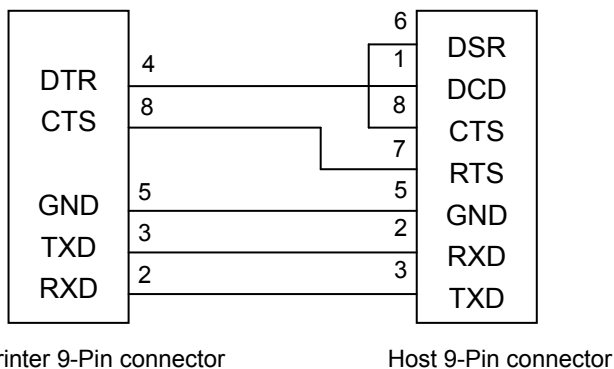 DTR
CTS
GND
TXD
RXD
4
8
5
3
2
6
1
8
7
5
2
3
DSR
DCD
CTS
RTS
GND
RXD
TXD
rinter 9-Pin connector
Host 9-Pin connector